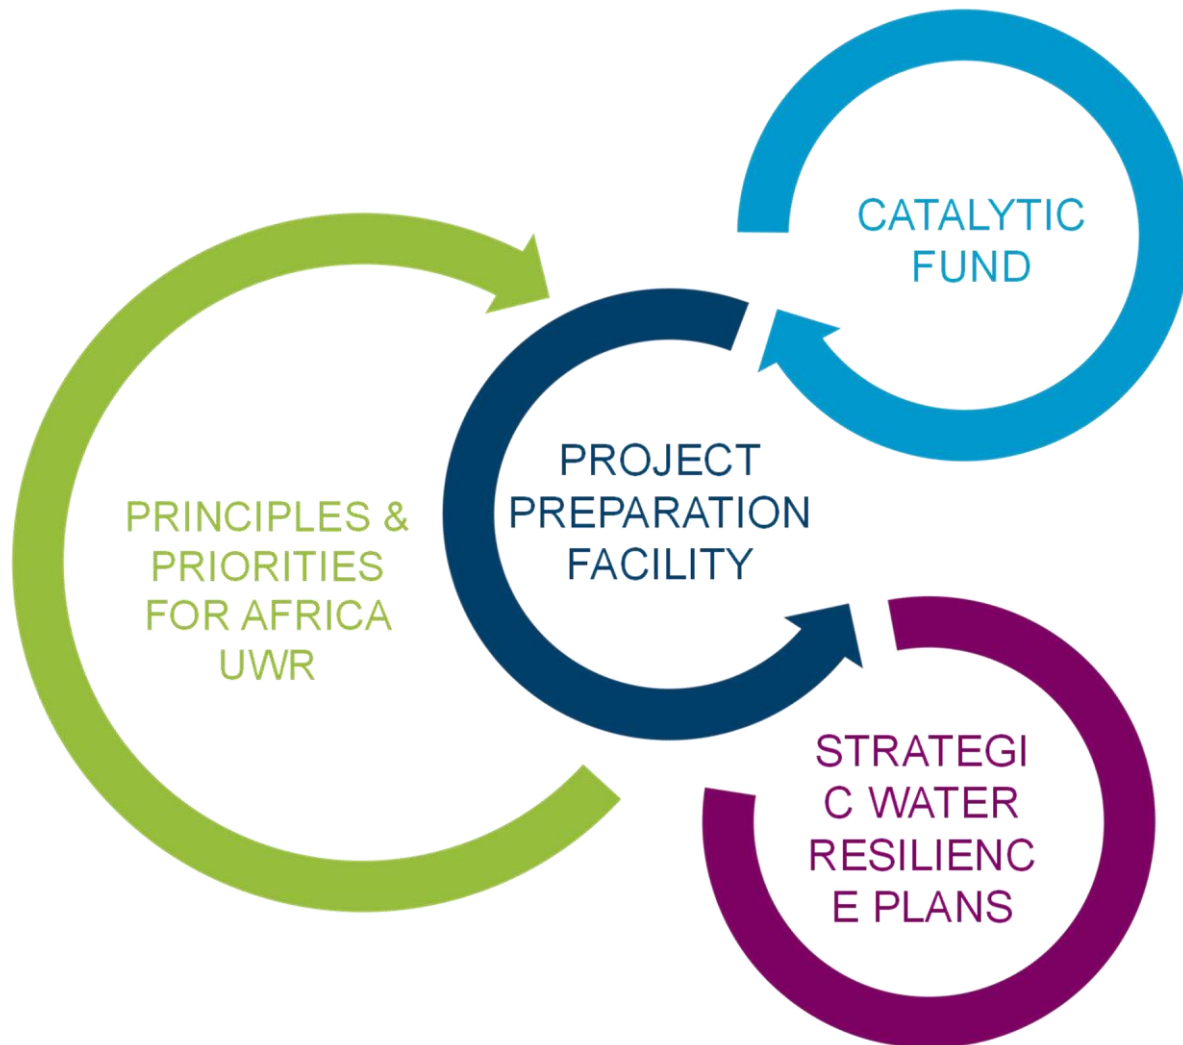 CATALYTIC
FUND
PROJECT
PREPARATION
FACILITY
PRINCIPLES &
PRIORITIES
FOR AFRICA
UWR
STRATEGI
C WATER
RESILIENC
E PLANS